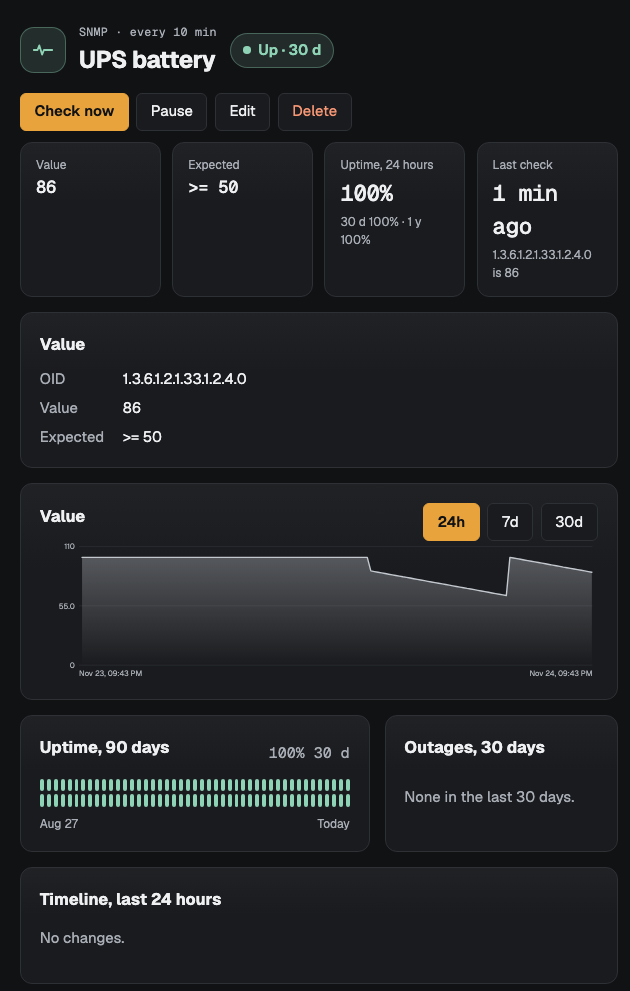 SNMP · every 10 min
UPS battery
Up · 30 d
Check now
Pause
Edit
Delete
Value
86
Expected
>= 50
Uptime, 24 hours
100%
30 d 100% · 1 y
100%
Last check
1 min
ago
1.3.6.1.2.1.33.1.2.4.0
is 86
Value
OID 1.3.6.1.2.1.33.1.2.4.0
Value 86
Expected >= 50
Value
24h
7d
30d
110
55.0
0
Nov 23, 09:43 PM
Nov 24, 09:43 PM
Uptime, 90 days
100% 30 d
Aug 27
Today
Outages, 30 days
None in the last 30 days.
Timeline, last 24 hours
No changes.